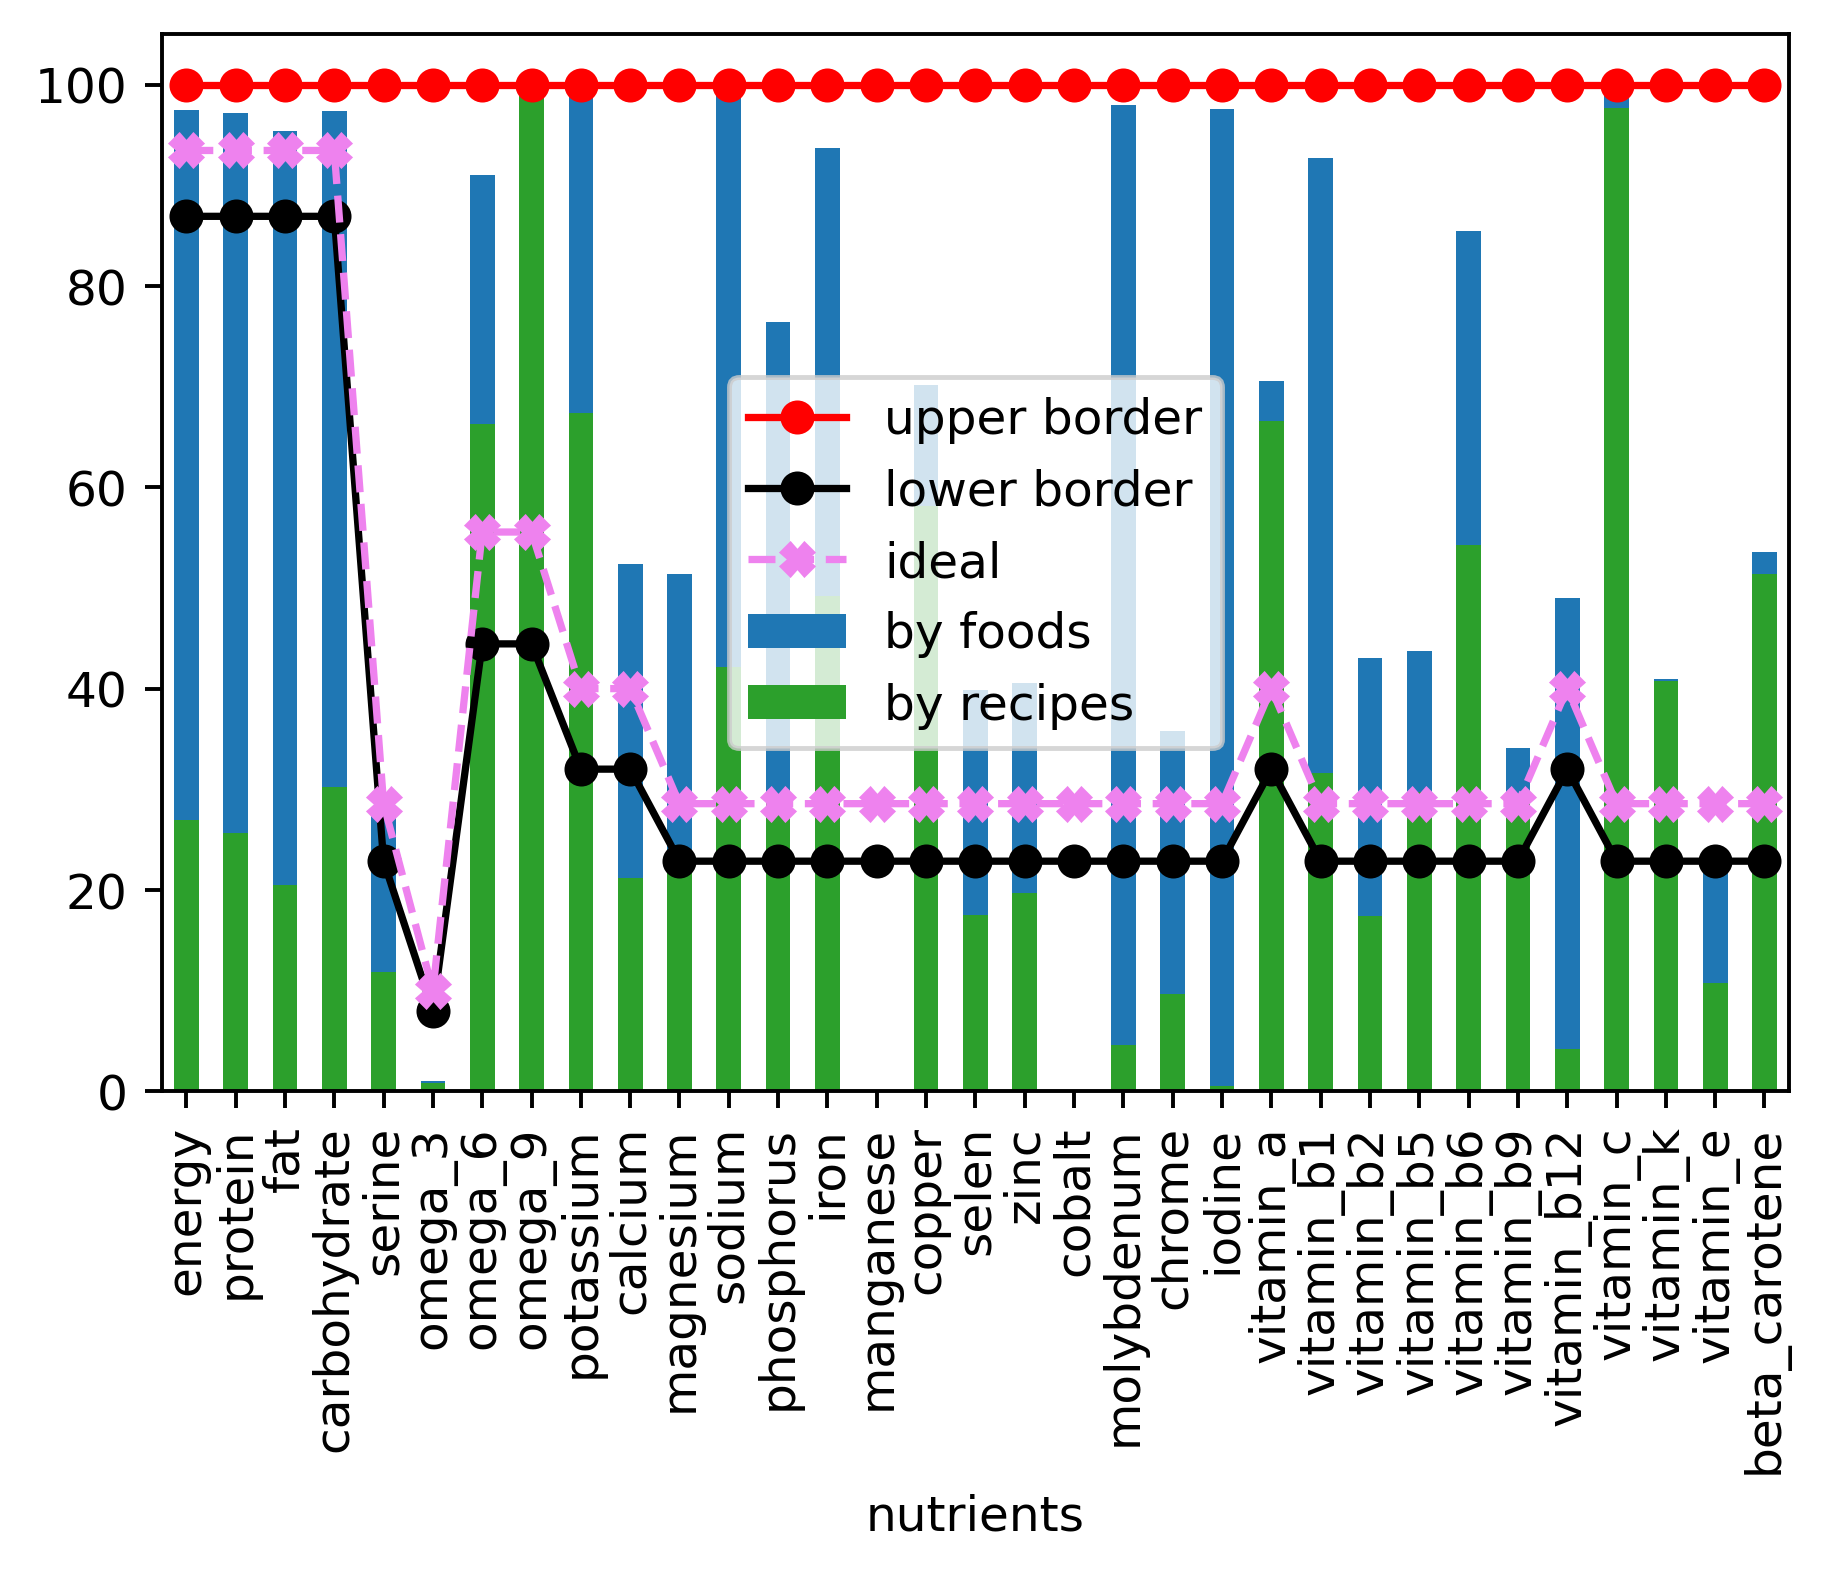 100
80
60
40
20
0
upper border
lower border
ideal
by foods
by recipes
energy
protein
fat
carbohydrate
serine
omega_3
omega_6
omega_9
potassium
calcium
magnesium
sodium
phosphorus
iron
manganese
copper
selen
zinc
cobalt
molybdenum
chrome
iodine
vitamin_a
vitamin_b1
vitamin_b2
vitamin_b5
vitamin_b6
vitamin_b9
vitamin_b12
vitamin_c
vitamin_k
vitamin_e
beta_carotene
nutrients